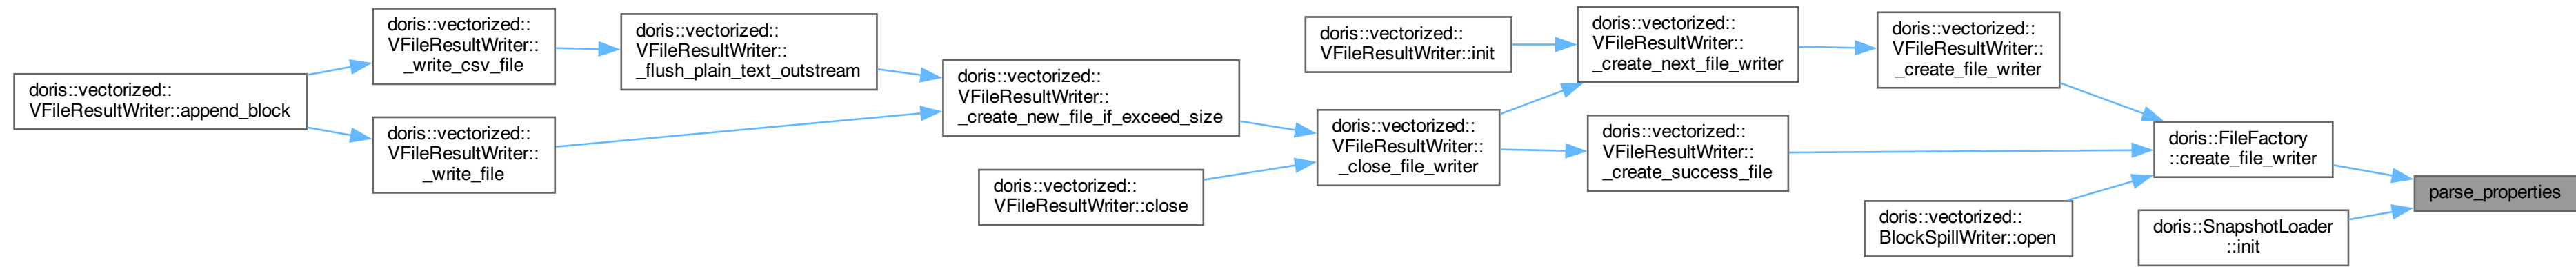 doris::vectorized::
VFileResultWriter::append_block
doris::vectorized::
VFileResultWriter::
_write_csv_file
doris::vectorized::
VFileResultWriter::
_write_file
doris::vectorized::
VFileResultWriter::
_flush_plain_text_outstream
doris::vectorized::
VFileResultWriter::
_create_new_file_if_exceed_size
doris::vectorized::
VFileResultWriter::close
doris::vectorized::
VFileResultWriter::init
doris::vectorized::
VFileResultWriter::
_close_file_writer
doris::vectorized::
VFileResultWriter::
_create_next_file_writer
doris::vectorized::
VFileResultWriter::
_create_success_file
doris::vectorized::
VFileResultWriter::
_create_file_writer
doris::vectorized::
BlockSpillWriter::open
doris::FileFactory
::create_file_writer
doris::SnapshotLoader
::init
parse_properties